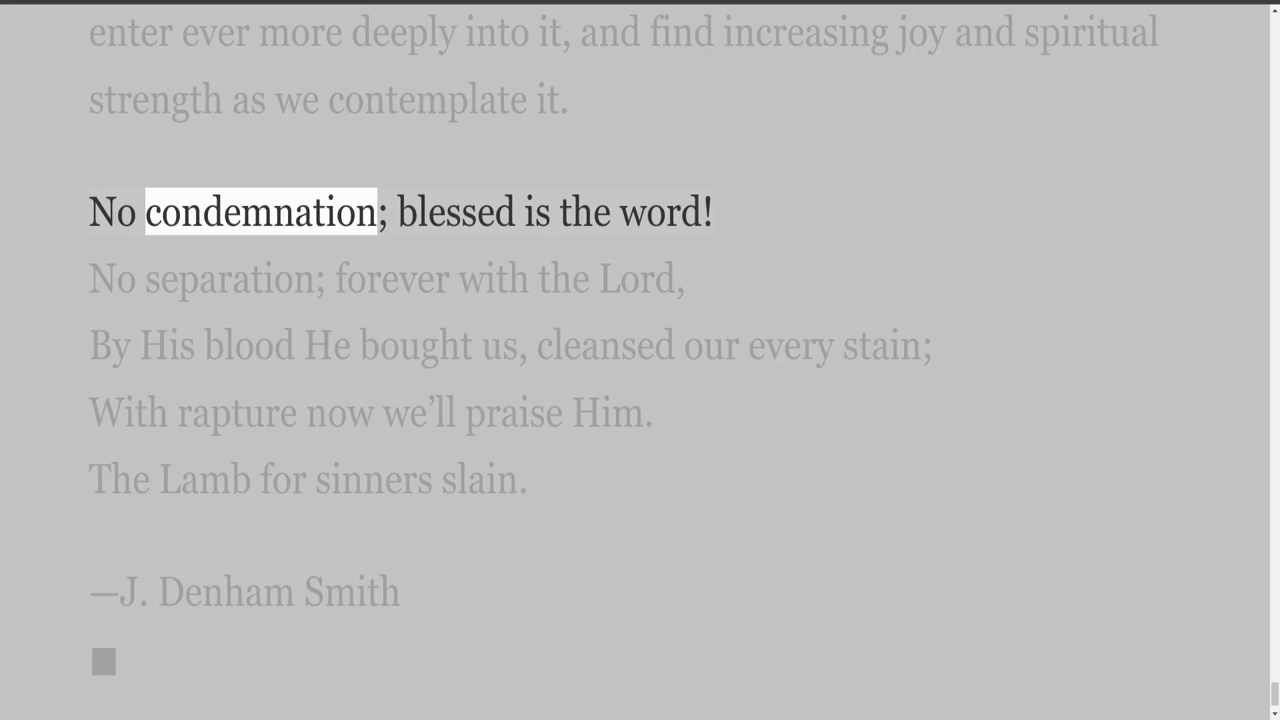 enter ever more deeply into it, and find increasing joy and spiritual
strength as we contemplate it.
No condemnation; blessed is the word!
No separation; forever with the Lord,
By His blood He bought us, cleansed our every stain;
With rapture now we’ll praise Him.
The Lamb for sinners slain.
—J. Denham Smith